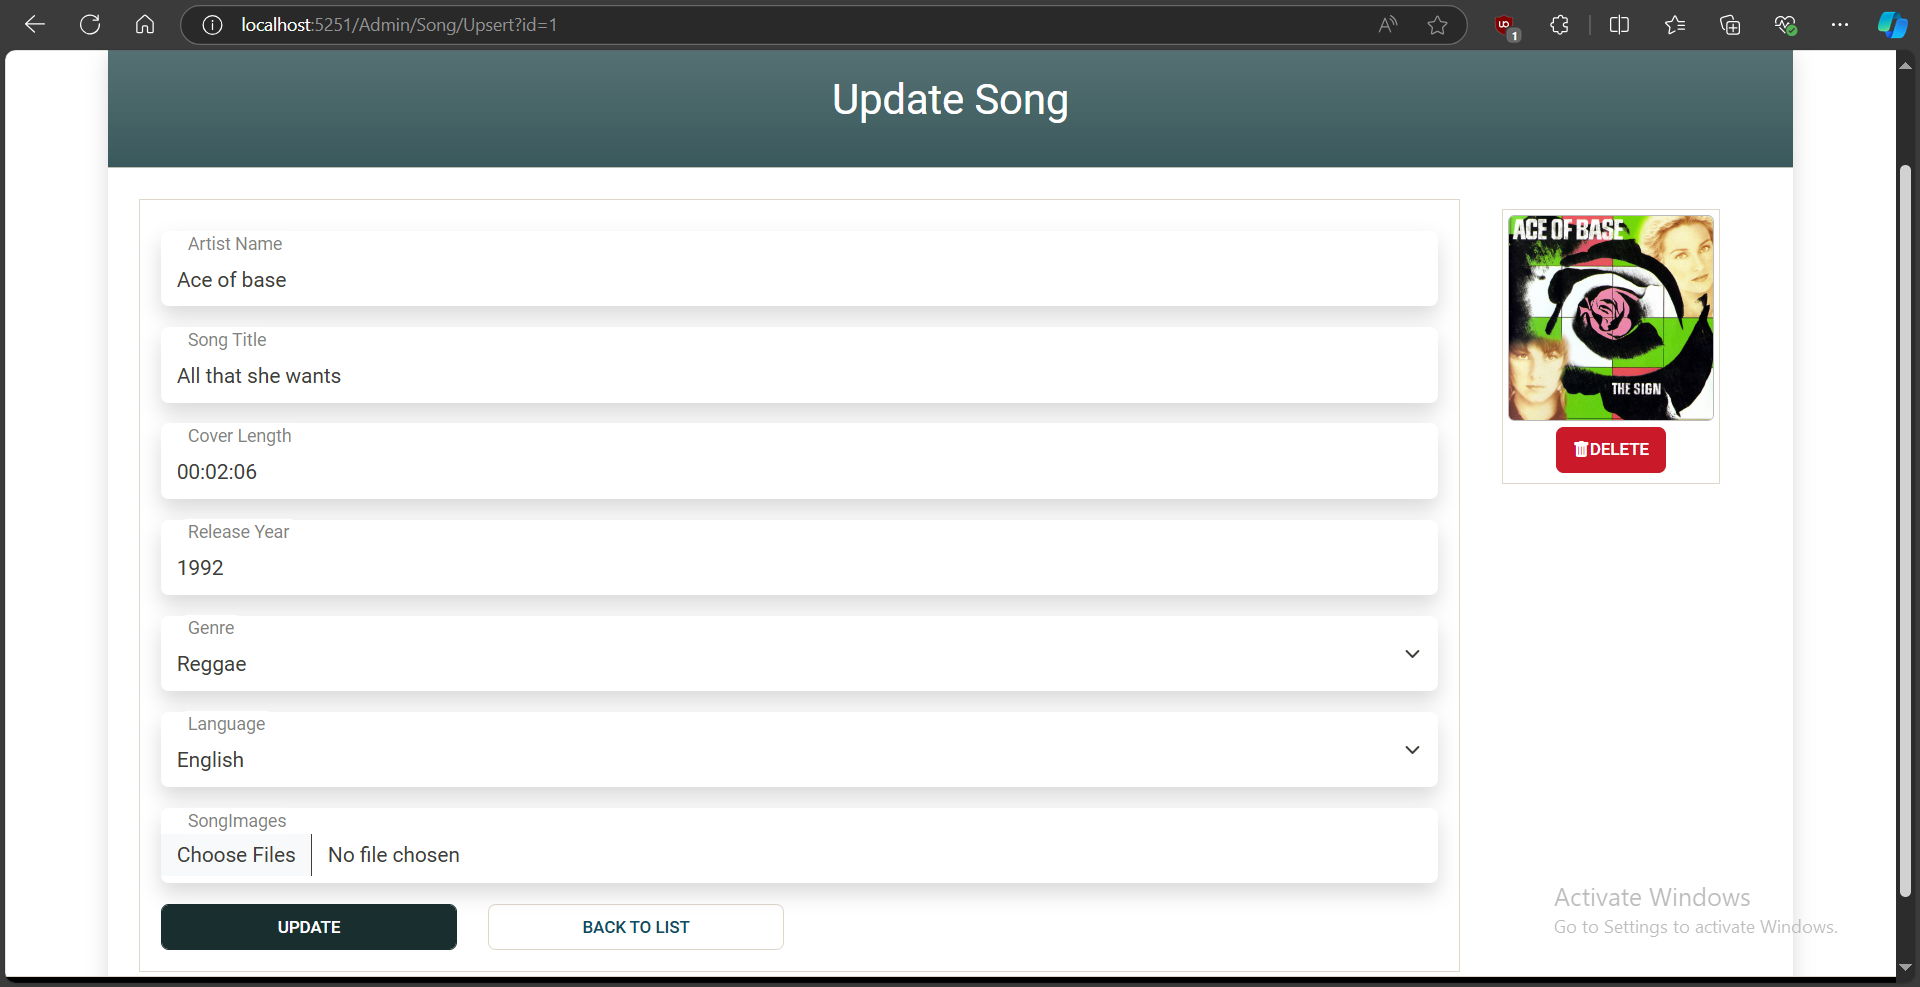 localhost:5251/Admin/Song/Upsert?id=1
1
Update Song
Artist Name
Ace of base
Song Title
All that she wants
Cover Length
00:02:06
Release Year
1992
Genre
Reggae
Language
English
SongImages
Choose Files
No file chosen
UPDATE
BACK TO LIST
ACE OF BASE
THE SIGN
DELETE
Activate Windows
Go to Settings to activate Windows.